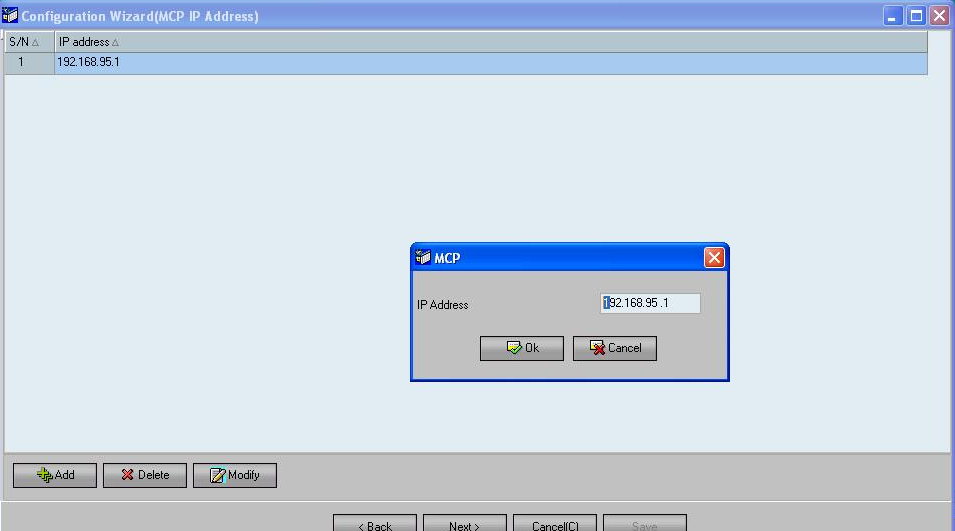 Configuration Wizard(MCP IP Address)
S/N IP address
1 192.168.95.1
MCP
IP Address 192.168.95 .1
Ok Cancel
Add Delete Modify
< Back Next > Cancel(C) Save